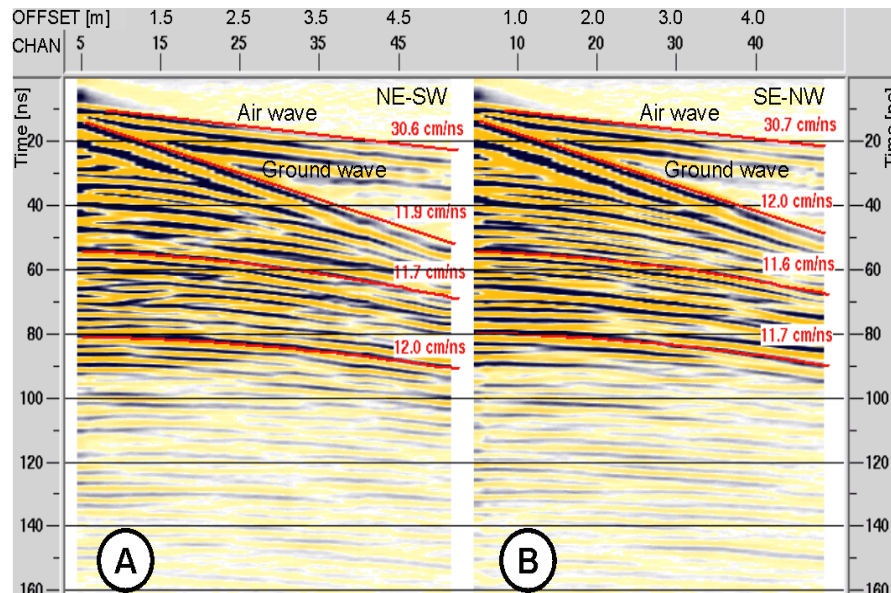 OFFSET [m] 1.5 2.5 3.5 4.5 1.0 2.0 3.0 4.0
CHAN 5 15 25 35 45 10 20 30 40
Time [ns] NE-SW SE-NW Time [ns]
Air wave Air wave
30.6 cm/ns 30.7 cm/ns
20 20
Ground wave Ground wave
40 11.9 cm/ns 12.0 cm/ns 40
60 11.7 cm/ns 11.6 cm/ns 60
80 12.0 cm/ns 11.7 cm/ns 80
100 100
120 120
140 140
A B
160 160